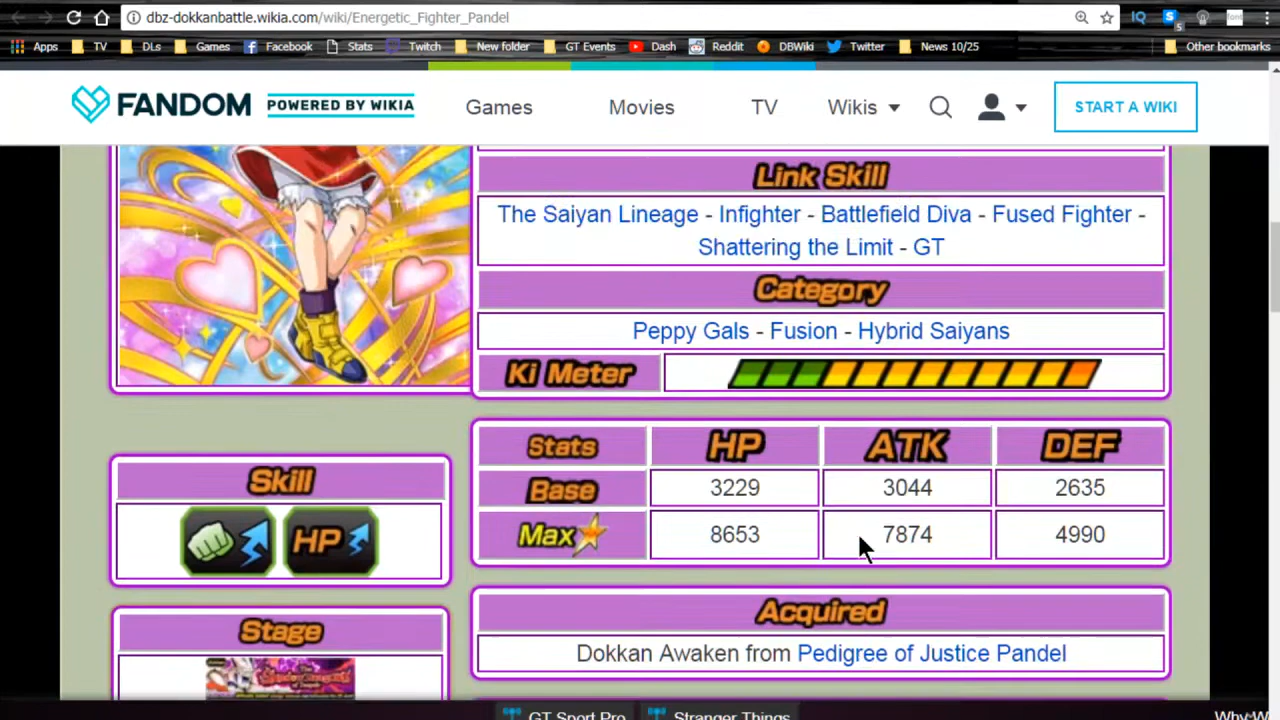 dbz-dokkanbattle.wikia.com/wiki/Energetic_Fighter_Pandel
IQ S 5 font
Apps TV DLs Games Facebook Stats Twitch New folder GT Events Dash Reddit DBWiki Twitter News 10/25 Other bookmarks
FANDOM POWERED BY WIKIA Games Movies TV Wikis START A WIKI
Link Skill
The Saiyan Lineage - Infighter - Battlefield Diva - Fused Fighter -
Shattering the Limit - GT
Category
Peppy Gals - Fusion - Hybrid Saiyans
Ki Meter
Stats HP ATK DEF
Base 3229 3044 2635
Max 8653 7874 4990
Skill
HP
Acquired
Dokkan Awaken from Pedigree of Justice Pandel
Stage
GT Sport Pro Stranger Things